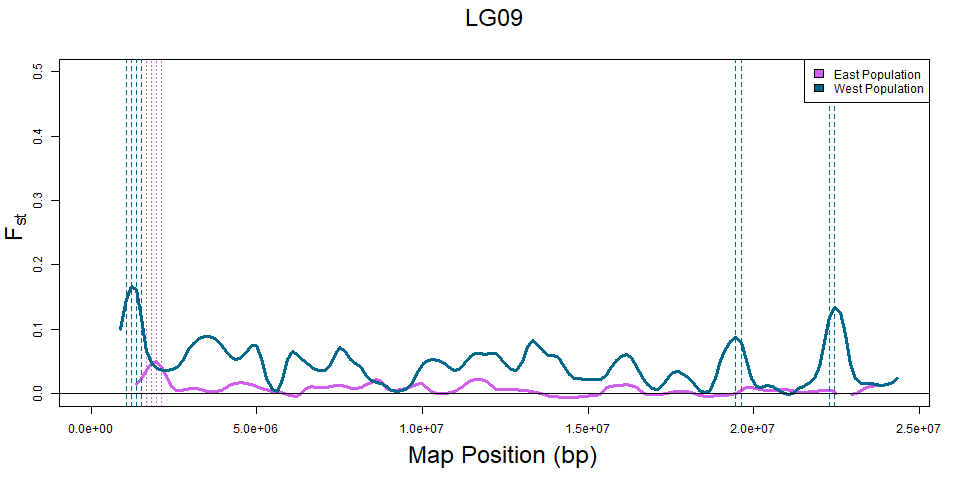 LG09
East Population
West Population
0.5
0.4
0.3
0.2
0.1
0.0
Fst
0.0e+00
5.0e+06
1.0e+07
1.5e+07
2.0e+07
2.5e+07
Map Position (bp)